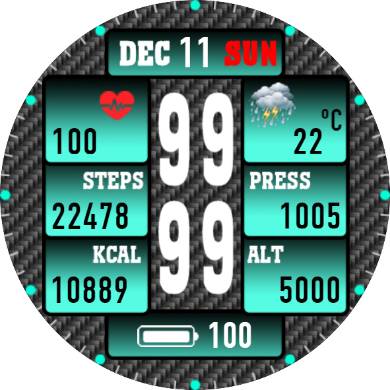 DEC 11 SUN
100
99
°C
22
STEPS
22478
99
PRESS
1005
KCAL
10889
ALT
5000
100